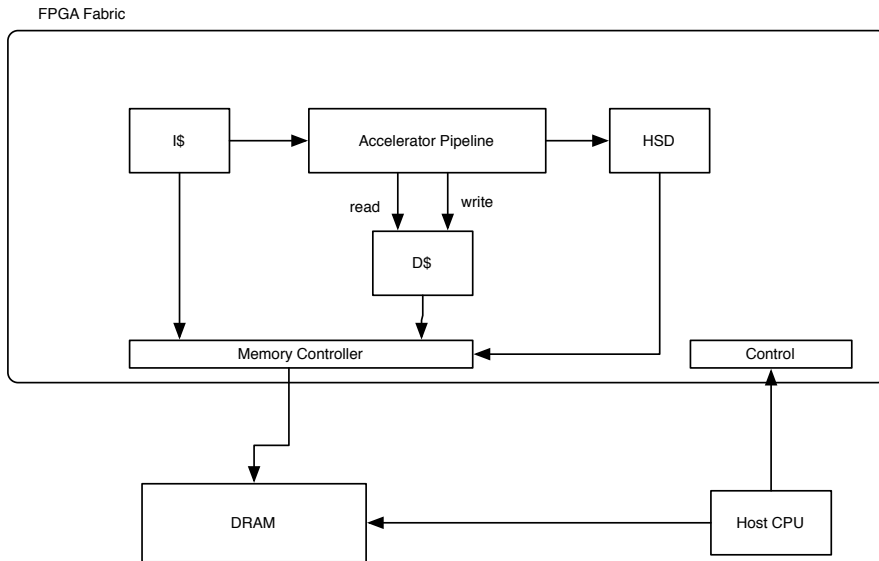 FPGA Fabric
I$
Accelerator Pipeline
HSD
read
write
D$
Memory Controller
Control
DRAM
Host CPU